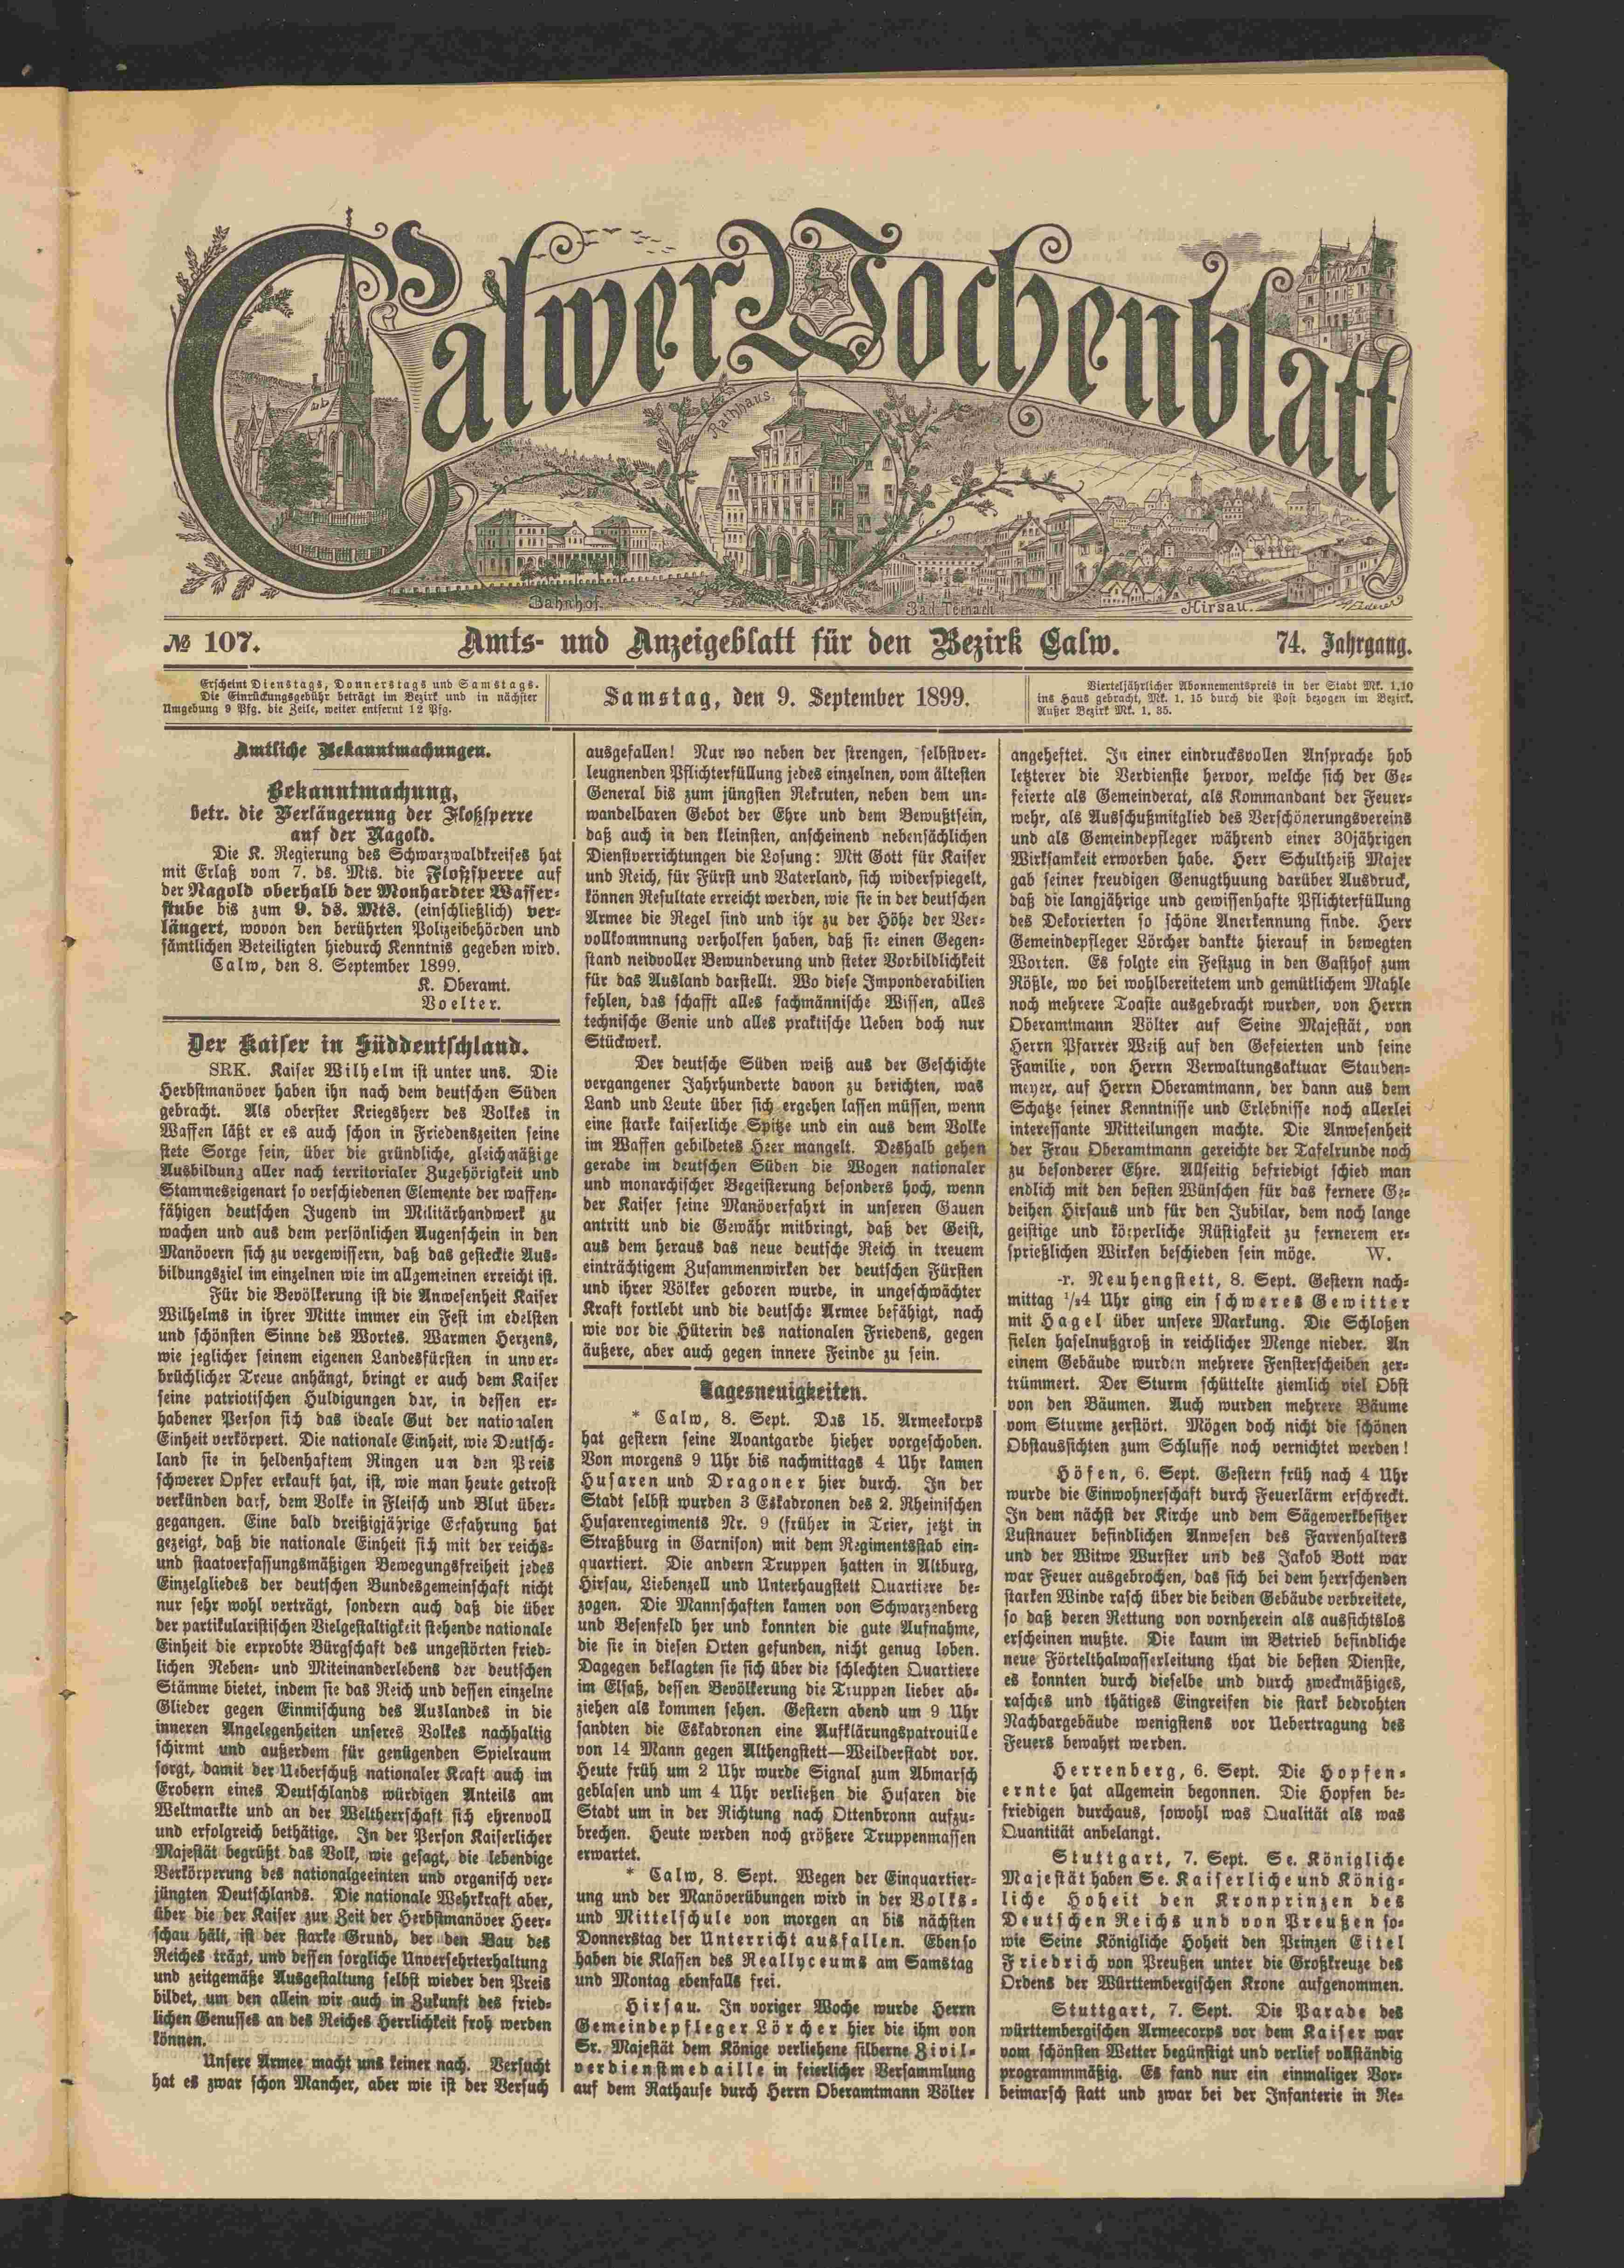 Calwer Wochenblatt
Rathhaus
Bahnhof.
Bad Teinach
Hirsau.
№ 107.
Amts- und Anzeigeblatt für den Bezirk Calw.
74. Jahrgang.
Erscheint Dienstags, Donnerstags und Samstags.
Die Einrückungsgebühr beträgt im Bezirk und in nächster
Umgebung 9 Pfg. die Zeile, weiter entfernt 12 Pfg.
Samstag, den 9. September 1899.
Vierteljährlicher Abonnementspreis in der Stadt Mk. 1.10
ins Haus gebracht, Mk. 1. 15 durch die Post bezogen im Bezirk.
Außer Bezirk Mk. 1. 35.
Amtliche Bekanntmachungen.
Bekanntmachung,
betr. die Verlängerung der Floßsperre
auf der Nagold.
Die K. Regierung des Schwarzwaldkreises hat
mit Erlaß vom 7. ds. Mts. die Floßsperre auf
der Nagold oberhalb der Monhardter Wasser-
stube bis zum 9. ds. Mts. (einschließlich) ver-
längert, wovon den berührten Polizeibehörden und
sämtlichen Beteiligten hiedurch Kenntnis gegeben wird.
Calw, den 8. September 1899.
K. Oberamt.
Voelter.
Der Kaiser in Süddeutschland.
SRK. Kaiser Wilhelm ist unter uns. Die
Herbstmanöver haben ihn nach dem deutschen Süden
gebracht. Als oberster Kriegsherr des Volkes in
Waffen läßt er es auch schon in Friedenszeiten seine
stete Sorge sein, über die gründliche, gleichmäßige
Ausbildung aller nach territorialer Zugehörigkeit und
Stammeseigenart so verschiedenen Elemente der waffen-
fähigen deutschen Jugend im Militärhandwerk zu
wachen und aus dem persönlichen Augenschein in den
Manövern sich zu vergewissern, daß das gesteckte Aus-
bildungsziel im einzelnen wie im allgemeinen erreicht ist.
Für die Bevölkerung ist die Anwesenheit Kaiser
Wilhelms in ihrer Mitte immer ein Fest im edelsten
und schönsten Sinne des Wortes. Warmen Herzens,
wie jeglicher seinem eigenen Landesfürsten in unver-
brüchlicher Treue anhängt, bringt er auch dem Kaiser
seine patriotischen Huldigungen dar, in dessen er-
habener Person sich das ideale Gut der nationalen
Einheit verkörpert. Die nationale Einheit, wie Deutsch-
land sie in heldenhaftem Ringen um den Preis
schwerer Opfer erkauft hat, ist, wie man heute getrost
verkünden darf, dem Volke in Fleisch und Blut über-
gegangen. Eine bald dreißigjährige Erfahrung hat
gezeigt, daß die nationale Einheit sich mit der reichs-
und staatverfassungsmäßigen Bewegungsfreiheit jedes
Einzelgliedes der deutschen Bundesgemeinschaft nicht
nur sehr wohl verträgt, sondern auch daß die über
der partikularistischen Vielgestaltigkeit stehende nationale
Einheit die erprobte Bürgschaft des ungestörten fried-
lichen Neben- und Miteinanderlebens der deutschen
Stämme bietet, indem sie das Reich und dessen einzelne
Glieder gegen Einmischung des Auslandes in die
inneren Angelegenheiten unseres Volkes nachhaltig
schirmt und außerdem für genügenden Spielraum
sorgt, damit der Ueberschuß nationaler Kraft auch im
Erobern eines Deutschlands würdigen Anteils am
Weltmarkte und an der Weltherrschaft sich ehrenvoll
und erfolgreich bethätige. In der Person Kaiserlicher
Majestät begrüßt das Volk, wie gesagt, die lebendige
Verkörperung des nationalgeeinten und organisch ver-
jüngten Deutschlands. Die nationale Wehrkraft aber,
über die der Kaiser zur Zeit der Herbstmanöver Heer-
schau hält, ist der starke Grund, der den Bau des
Reiches trägt, und dessen sorgliche Unversehrterhaltung
und zeitgemäße Ausgestaltung selbst wieder den Preis
bildet, um den allein wir auch in Zukunft des fried-
lichen Genusses an des Reiches Herrlichkeit froh werden
können.
Unsere Armee macht uns keiner nach. Versucht
hat es zwar schon Mancher, aber wie ist der Versuch
ausgefallen! Nur wo neben der strengen, selbstver-
leugnenden Pflichterfüllung jedes einzelnen, vom ältesten
General bis zum jüngsten Rekruten, neben dem un-
wandelbaren Gebot der Ehre und dem Bewußtsein,
daß auch in den kleinsten, anscheinend nebensächlichen
Dienstverrichtungen die Losung: Mit Gott für Kaiser
und Reich, für Fürst und Vaterland, sich widerspiegelt,
können Resultate erreicht werden, wie sie in der deutschen
Armee die Regel sind und ihr zu der Höhe der Ver-
vollkommnung verholfen haben, daß sie einen Gegen-
stand neidvoller Bewunderung und steter Vorbildlichkeit
für das Ausland darstellt. Wo diese Imponderabilien
fehlen, das schafft alles fachmännische Wissen, alles
technische Genie und alles praktische Ueben doch nur
Stückwerk.
Der deutsche Süden weiß aus der Geschichte
vergangener Jahrhunderte davon zu berichten, was
Land und Leute über sich ergehen lassen müssen, wenn
eine starke kaiserliche Spitze und ein aus dem Volke
im Waffen gebildetes Heer mangelt. Deshalb gehen
gerade im deutschen Süden die Wogen nationaler
und monarchischer Begeisterung besonders hoch, wenn
der Kaiser seine Manöverfahrt in unseren Gauen
antritt und die Gewähr mitbringt, daß der Geist,
aus dem heraus das neue deutsche Reich in treuem
einträchtigem Zusammenwirken der deutschen Fürsten
und ihrer Völker geboren wurde, in ungeschwächter
Kraft fortlebt und die deutsche Armee befähigt, nach
wie vor die Hüterin des nationalen Friedens, gegen
äußere, aber auch gegen innere Feinde zu sein.
Tagesneuigkeiten.
* Calw, 8. Sept. Das 15. Armeekorps
hat gestern seine Avantgarde hieher vorgeschoben.
Von morgens 9 Uhr bis nachmittags 4 Uhr kamen
Husaren und Dragoner hier durch. In der
Stadt selbst wurden 3 Eskadronen des 2. Rheinischen
Husarenregiments Nr. 9 (früher in Trier, jetzt in
Straßburg in Garnison) mit dem Regimentsstab ein-
quartiert. Die andern Truppen hatten in Altburg,
Hirsau, Liebenzell und Unterhaugstett Quartiere be-
zogen. Die Mannschaften kamen von Schwarzenberg
und Besenfeld her und konnten die gute Aufnahme,
die sie in diesen Orten gefunden, nicht genug loben.
Dagegen beklagten sie sich über die schlechten Quartiere
im Elsaß, dessen Bevölkerung die Truppen lieber ab-
ziehen als kommen sehen. Gestern abend um 9 Uhr
sandten die Eskadronen eine Aufklärungspatrouille
von 14 Mann gegen Althengstett—Weilderstadt vor.
Heute früh um 2 Uhr wurde Signal zum Abmarsch
geblasen und um 4 Uhr verließen die Husaren die
Stadt um in der Richtung nach Ottenbronn aufzu-
brechen. Heute werden noch größere Truppenmassen
erwartet.
* Calw, 8. Sept. Wegen der Einquartier-
ung und der Manöverübungen wird in der Volks-
und Mittelschule von morgen an bis nächsten
Donnerstag der Unterricht ausfallen. Ebenso
haben die Klassen des Reallyceums am Samstag
und Montag ebenfalls frei.
Hirsau. In voriger Woche wurde Herrn
Gemeindepfleger Lörcher hier die ihm von
Sr. Majestät dem Könige verliehene silberne Zivil-
verdienstmedaille in feierlicher Versammlung
auf dem Rathause durch Herrn Oberamtmann Völter
angeheftet. In einer eindrucksvollen Ansprache hob
letzterer die Verdienste hervor, welche sich der Ge-
feierte als Gemeinderat, als Kommandant der Feuer-
wehr, als Ausschußmitglied des Verschönerungsvereins
und als Gemeindepfleger während einer 30jährigen
Wirksamkeit erworben habe. Herr Schultheiß Majer
gab seiner freudigen Genugthuung darüber Ausdruck,
daß die langjährige und gewissenhafte Pflichterfüllung
des Dekorierten so schöne Anerkennung finde. Herr
Gemeindepfleger Lörcher dankte hierauf in bewegten
Worten. Es folgte ein Festzug in den Gasthof zum
Rößle, wo bei wohlbereitetem und gemütlichem Mahle
noch mehrere Toaste ausgebracht wurden, von Herrn
Oberamtmann Völter auf Seine Majestät, von
Herrn Pfarrer Weiß auf den Gefeierten und seine
Familie, von Herrn Verwaltungsaktuar Stauden-
meyer, auf Herrn Oberamtmann, der dann aus dem
Schatze seiner Kenntnisse und Erlebnisse noch allerlei
interessante Mitteilungen machte. Die Anwesenheit
der Frau Oberamtmann gereichte der Tafelrunde noch
zu besonderer Ehre. Allseitig befriedigt schied man
endlich mit den besten Wünschen für das fernere Ge-
deihen Hirsaus und für den Jubilar, dem noch lange
geistige und körperliche Rüstigkeit zu fernerem er-
sprießlichen Wirken beschieden sein möge. W.
-r. Neuhengstett, 8. Sept. Gestern nach-
mittag ½4 Uhr ging ein schweres Gewitter
mit Hagel über unsere Markung. Die Schloßen
fielen haselnußgroß in reichlicher Menge nieder. An
einem Gebäude wurden mehrere Fensterscheiben zer-
trümmert. Der Sturm schüttelte ziemlich viel Obst
von den Bäumen. Auch wurden mehrere Bäume
vom Sturme zerstört. Mögen doch nicht die schönen
Obstaussichten zum Schlusse noch vernichtet werden!
Höfen, 6. Sept. Gestern früh nach 4 Uhr
wurde die Einwohnerschaft durch Feuerlärm erschreckt.
In dem nächst der Kirche und dem Sägewerkbesitzer
Lustnauer befindlichen Anwesen des Farrenhalters
und der Witwe Wurster und des Jakob Bott war
war Feuer ausgebrochen, das sich bei dem herrschenden
starken Winde rasch über die beiden Gebäude verbreitete,
so daß deren Rettung von vornherein als aussichtslos
erscheinen mußte. Die kaum im Betrieb befindliche
neue Förtelthalwasserleitung that die besten Dienste,
es konnten durch dieselbe und durch zweckmäßiges,
rasches und thätiges Eingreifen die stark bedrohten
Nachbargebäude wenigstens vor Uebertragung des
Feuers bewahrt werden.
Herrenberg, 6. Sept. Die Hopfen-
ernte hat allgemein begonnen. Die Hopfen be-
friedigen durchaus, sowohl was Qualität als was
Quantität anbelangt.
Stuttgart, 7. Sept. Se. Königliche
Majestät haben Se. Kaiserliche und König-
liche Hoheit den Kronprinzen des
Deutschen Reichs und von Preußen so-
wie Seine Königliche Hoheit den Prinzen Eitel
Friedrich von Preußen unter die Großkreuze des
Ordens der Württembergischen Krone aufgenommen.
Stuttgart, 7. Sept. Die Parade des
württembergischen Armeecorps vor dem Kaiser war
vom schönsten Wetter begünstigt und verlief vollständig
programmmäßig. Es fand nur ein einmaliger Vor-
beimarsch statt und zwar bei der Infanterie in Re-